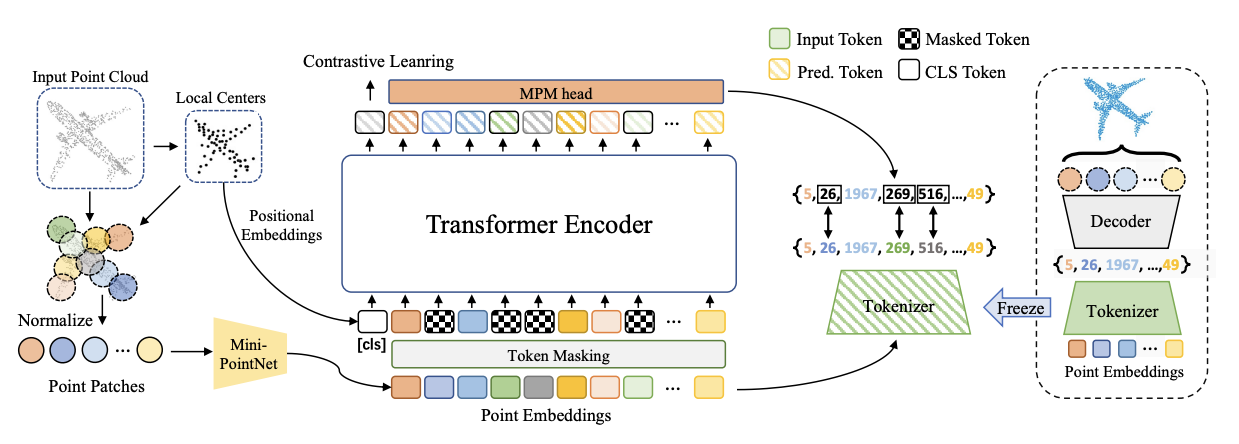 Input Point Cloud
Local Centers
Normalize
Point Patches
Mini-
PointNet
Positional
Embeddings
Contrastive Leanring
MPM head
...
Transformer Encoder
[cls]
...
Token Masking
...
Point Embeddings
Input Token
Masked Token
Pred. Token
CLS Token
{5, 26, 1967, 269, 516, ..., 49}
{5, 26, 1967, 269, 516, ..., 49}
Tokenizer
Freeze
...
Decoder
{5, 26, 1967, ..., 49}
Tokenizer
...
Point Embeddings